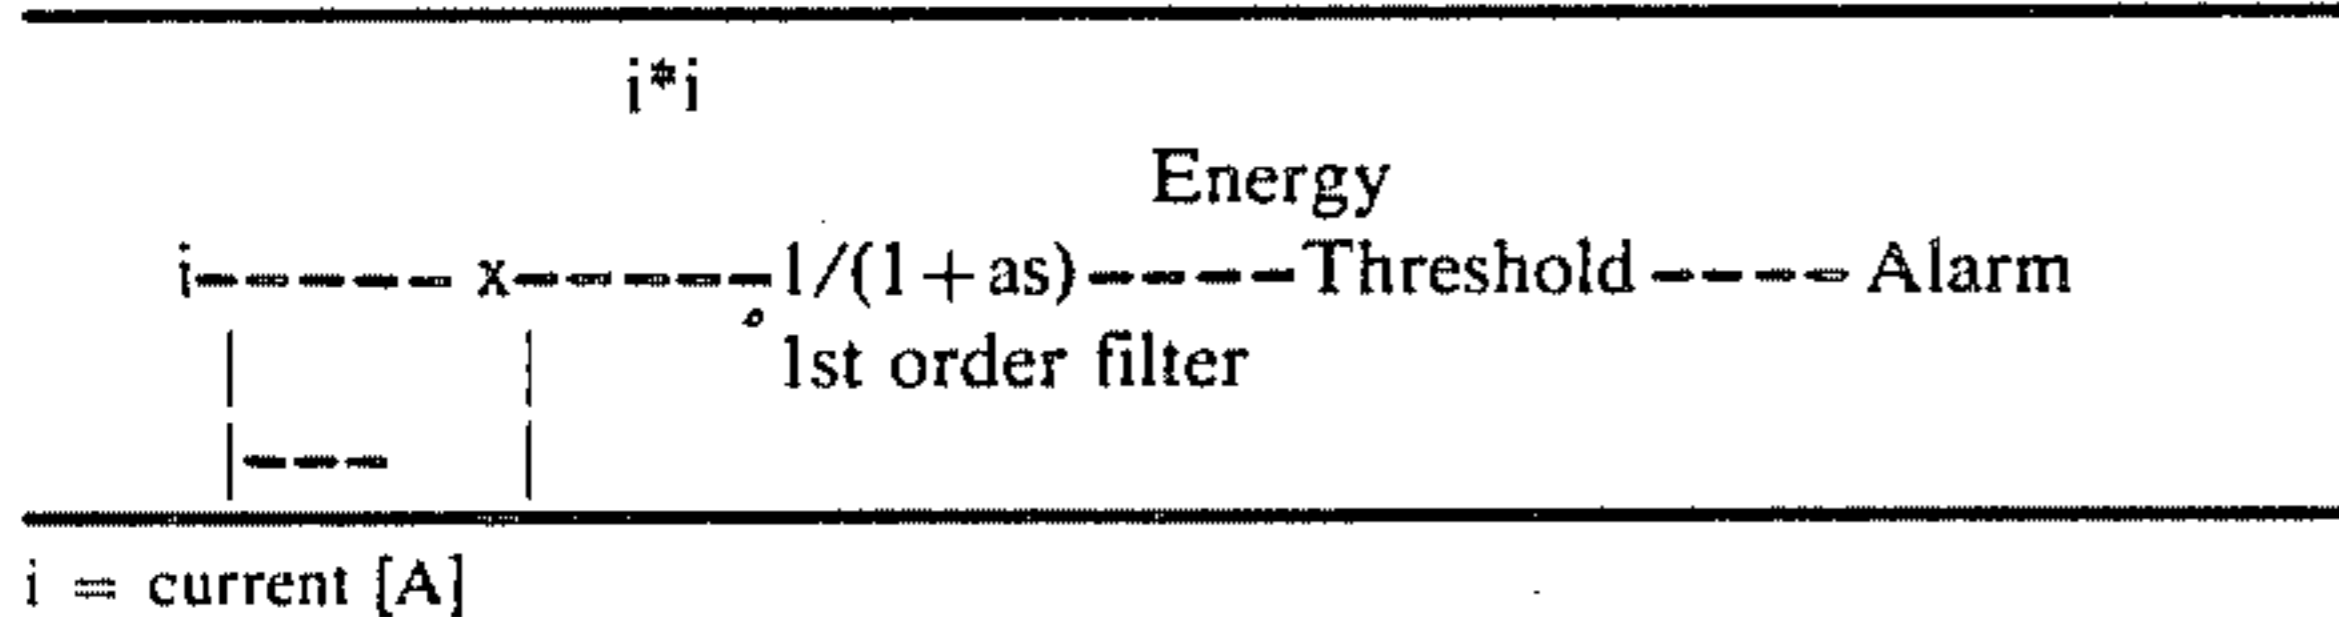 i*i
Energy
i----- x-----1/(1+as)----Threshold---- Alarm
1st order filter
i = current [A]